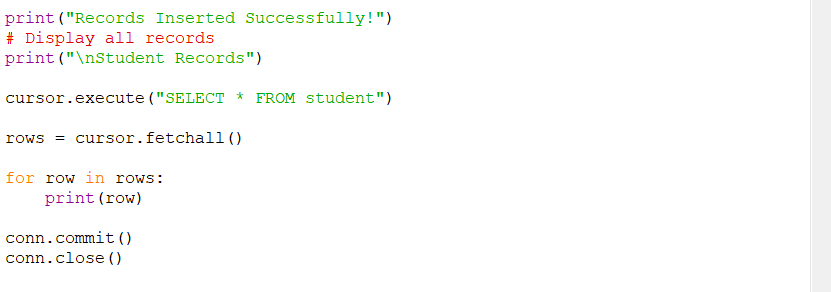 print("Records Inserted Successfully!")
# Display all records
print("\nStudent Records")
cursor.execute("SELECT * FROM student")
rows = cursor.fetchall()
for row in rows:
    print(row)
conn.commit()
conn.close()